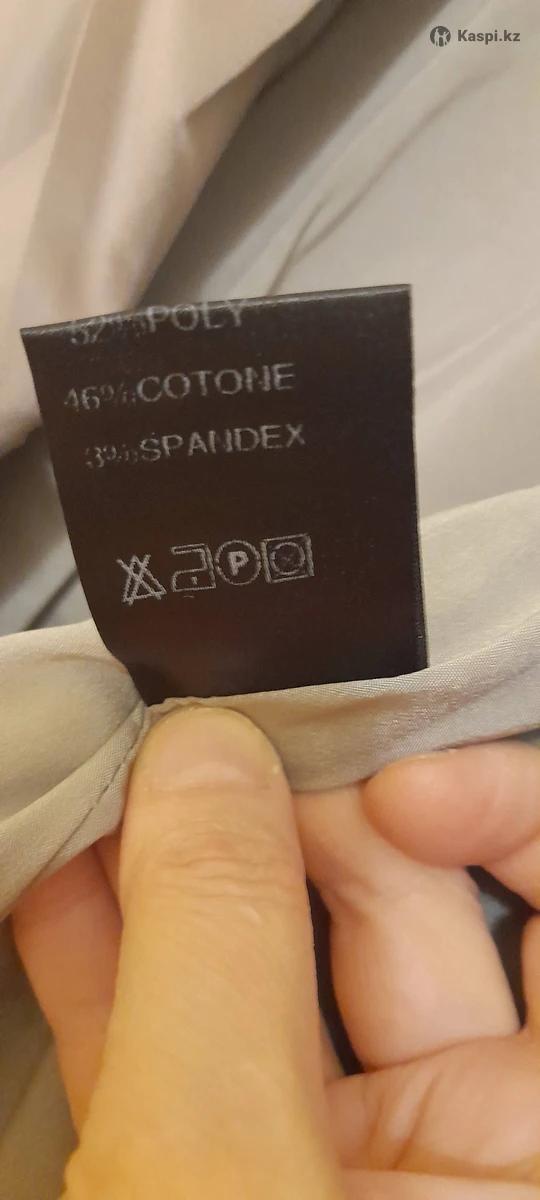 Kaspi.kz
52% POLY
46% COTONE
3% SPANDEX
P